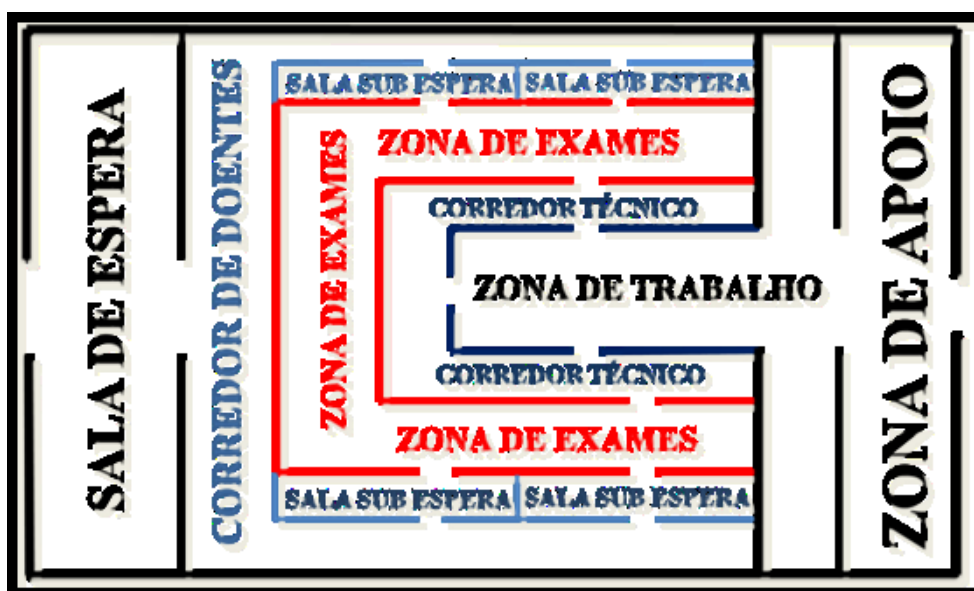 SALA DE ESPERA
CORREDOR DE DOENTES
SALA SUB ESPERA
SALA SUB ESPERA
ZONA DE EXAMES
ZONA DE EXAMES
CORREDOR TÉCNICO
ZONA DE TRABALHO
CORREDOR TÉCNICO
ZONA DE EXAMES
SALA SUB ESPERA
SALA SUB ESPERA
ZONA DE APOIO